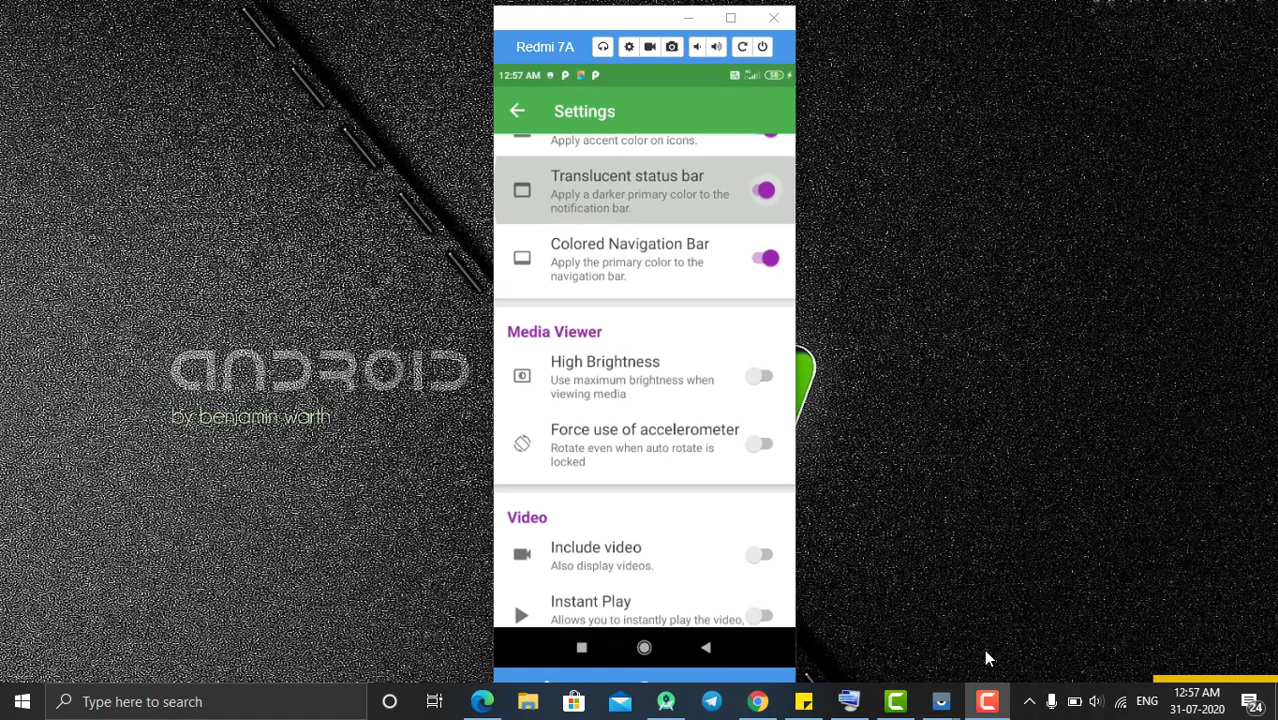 Redmi 7A
12:57 AM
58
Settings
Apply accent color on icons.
Translucent status bar
Apply a darker primary color to the
notification bar.
Colored Navigation Bar
Apply the primary color to the
navigation bar.
Media Viewer
High Brightness
Use maximum brightness when
viewing media
Force use of accelerometer
Rotate even when auto rotate is
locked
Video
Include video
Also display videos.
Instant Play
Allows you to instantly play the video,
ANDROID
by benjamin warth
Type here to search
ENG
12:57 AM
31-07-2020
24